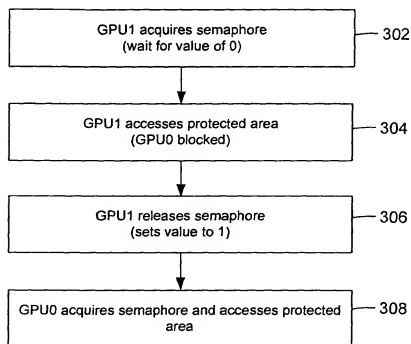 GPU1 acquires semaphore
(wait for value of 0)
302
GPU1 accesses protected area
(GPU0 blocked)
304
GPU1 releases semaphore
(sets value to 1)
306
GPU0 acquires semaphore and accesses protected
area
308